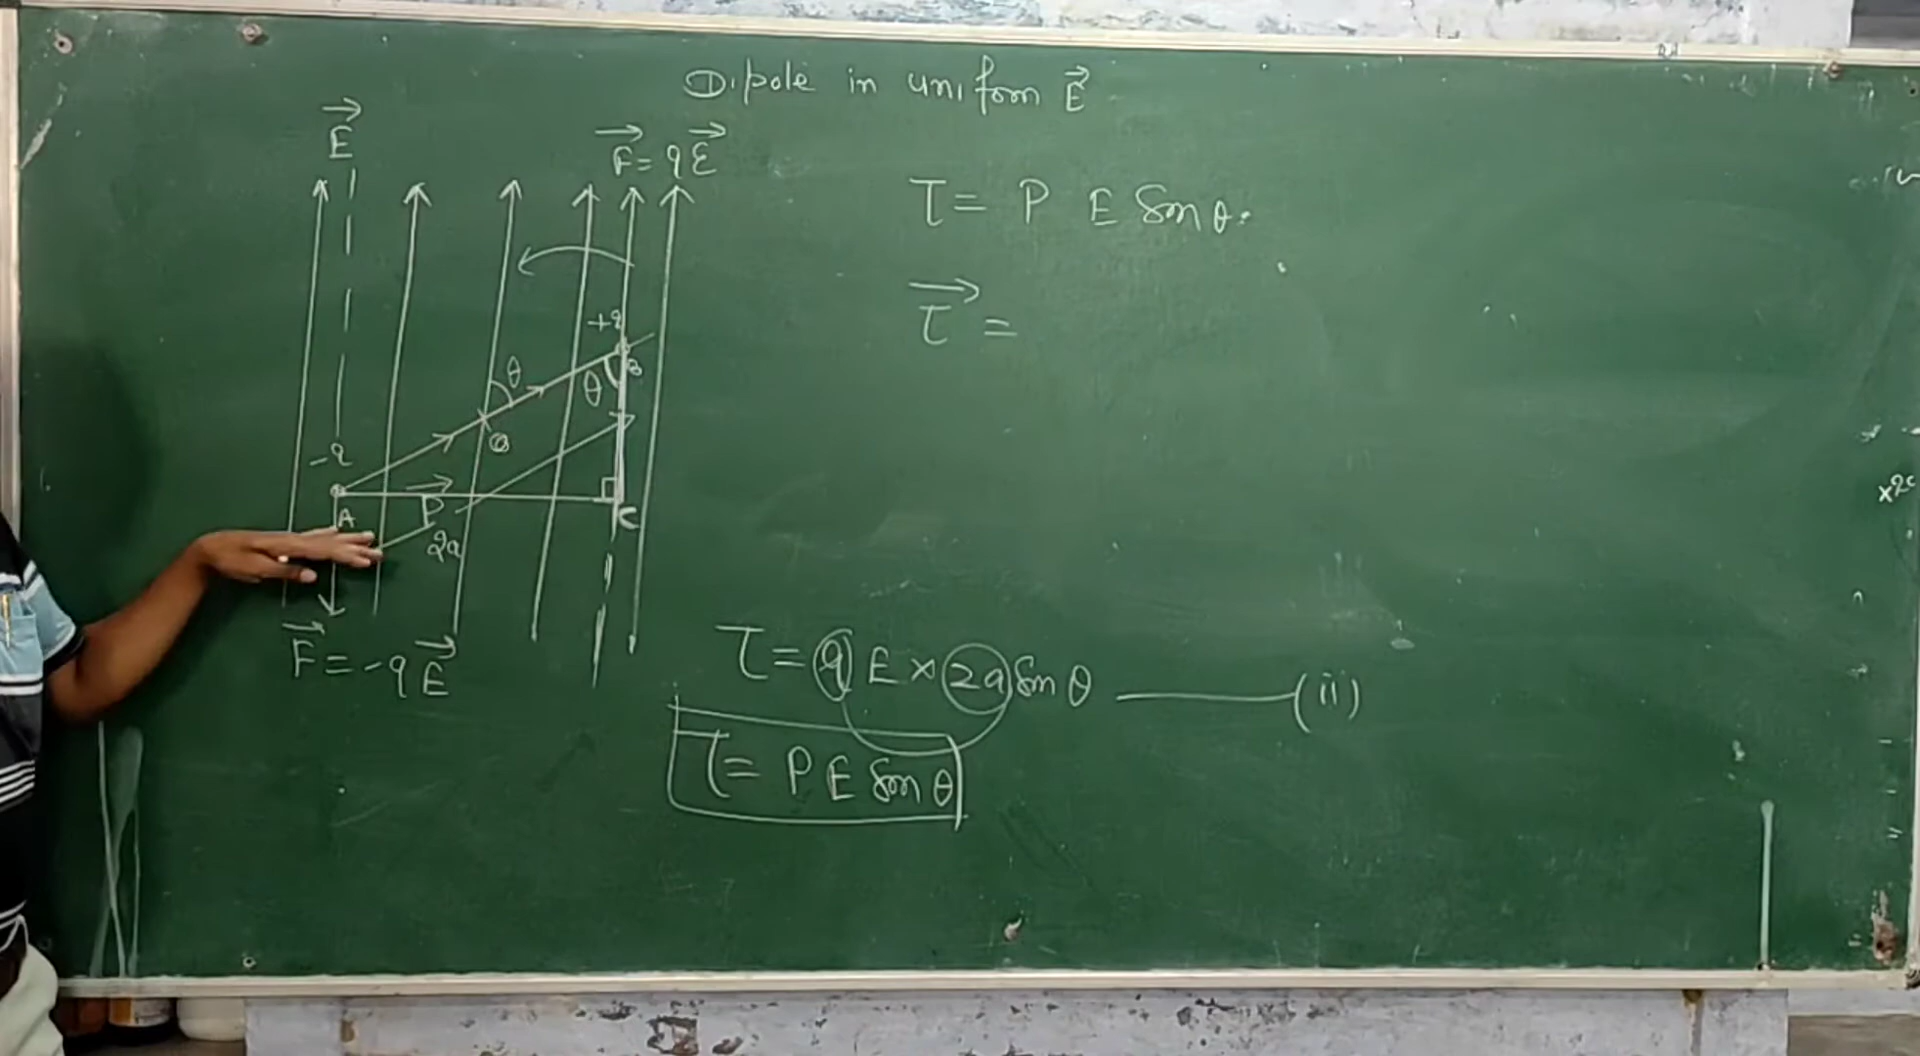 Dipole in uniform E⃗
E⃗
F⃗ = qE⃗
τ = P E Sin θ.
τ⃗ =
+q
B
θ
θ
O
-q
A
P⃗
C
2a
F⃗ = -qE⃗
τ = q E × 2a Sin θ ——— (ii)
τ = P E Sin θ